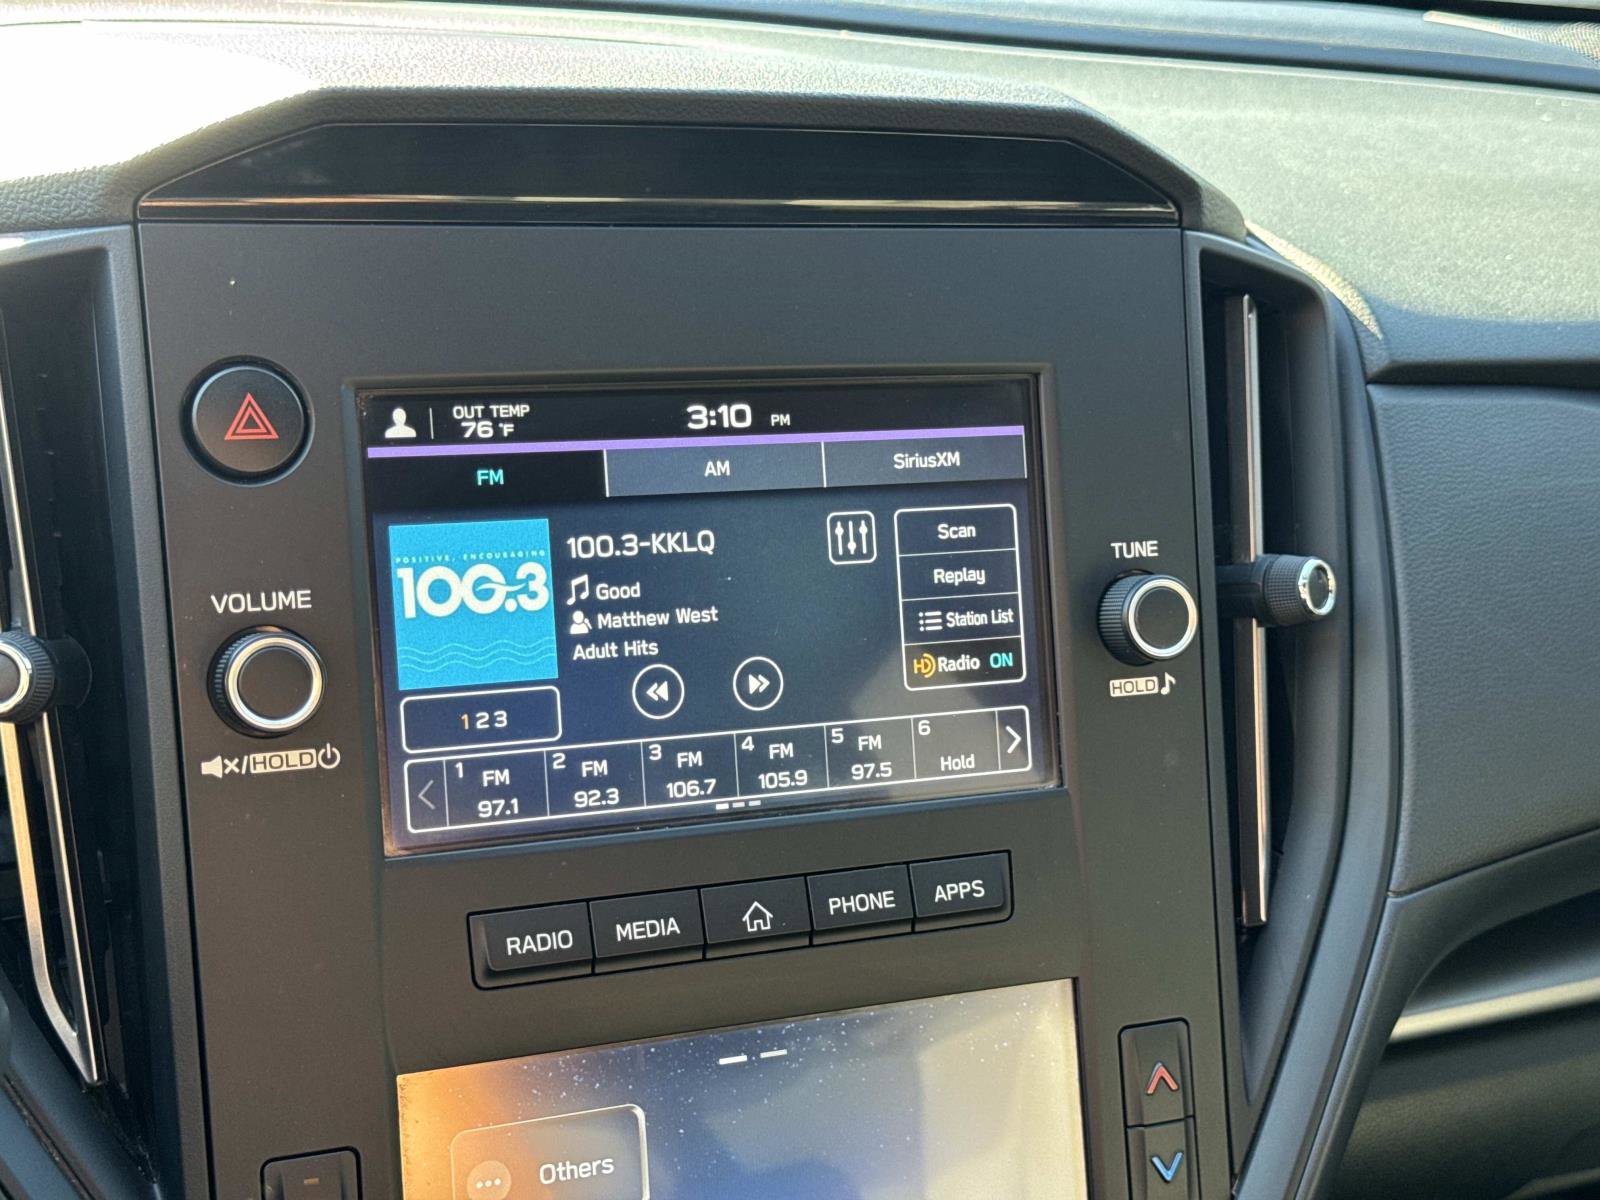 OUT TEMP
76 °F
3:10 PM
FM
AM
SiriusXM
POSITIVE, ENCOURAGING
100.3
100.3-KKLQ
Good
Matthew West
Adult Hits
Scan
Replay
Station List
HD Radio ON
1 2 3
1 FM 97.1
2 FM 92.3
3 FM 106.7
4 FM 105.9
5 FM 97.5
6 Hold
VOLUME
HOLD
TUNE
HOLD
RADIO
MEDIA
PHONE
APPS
Others